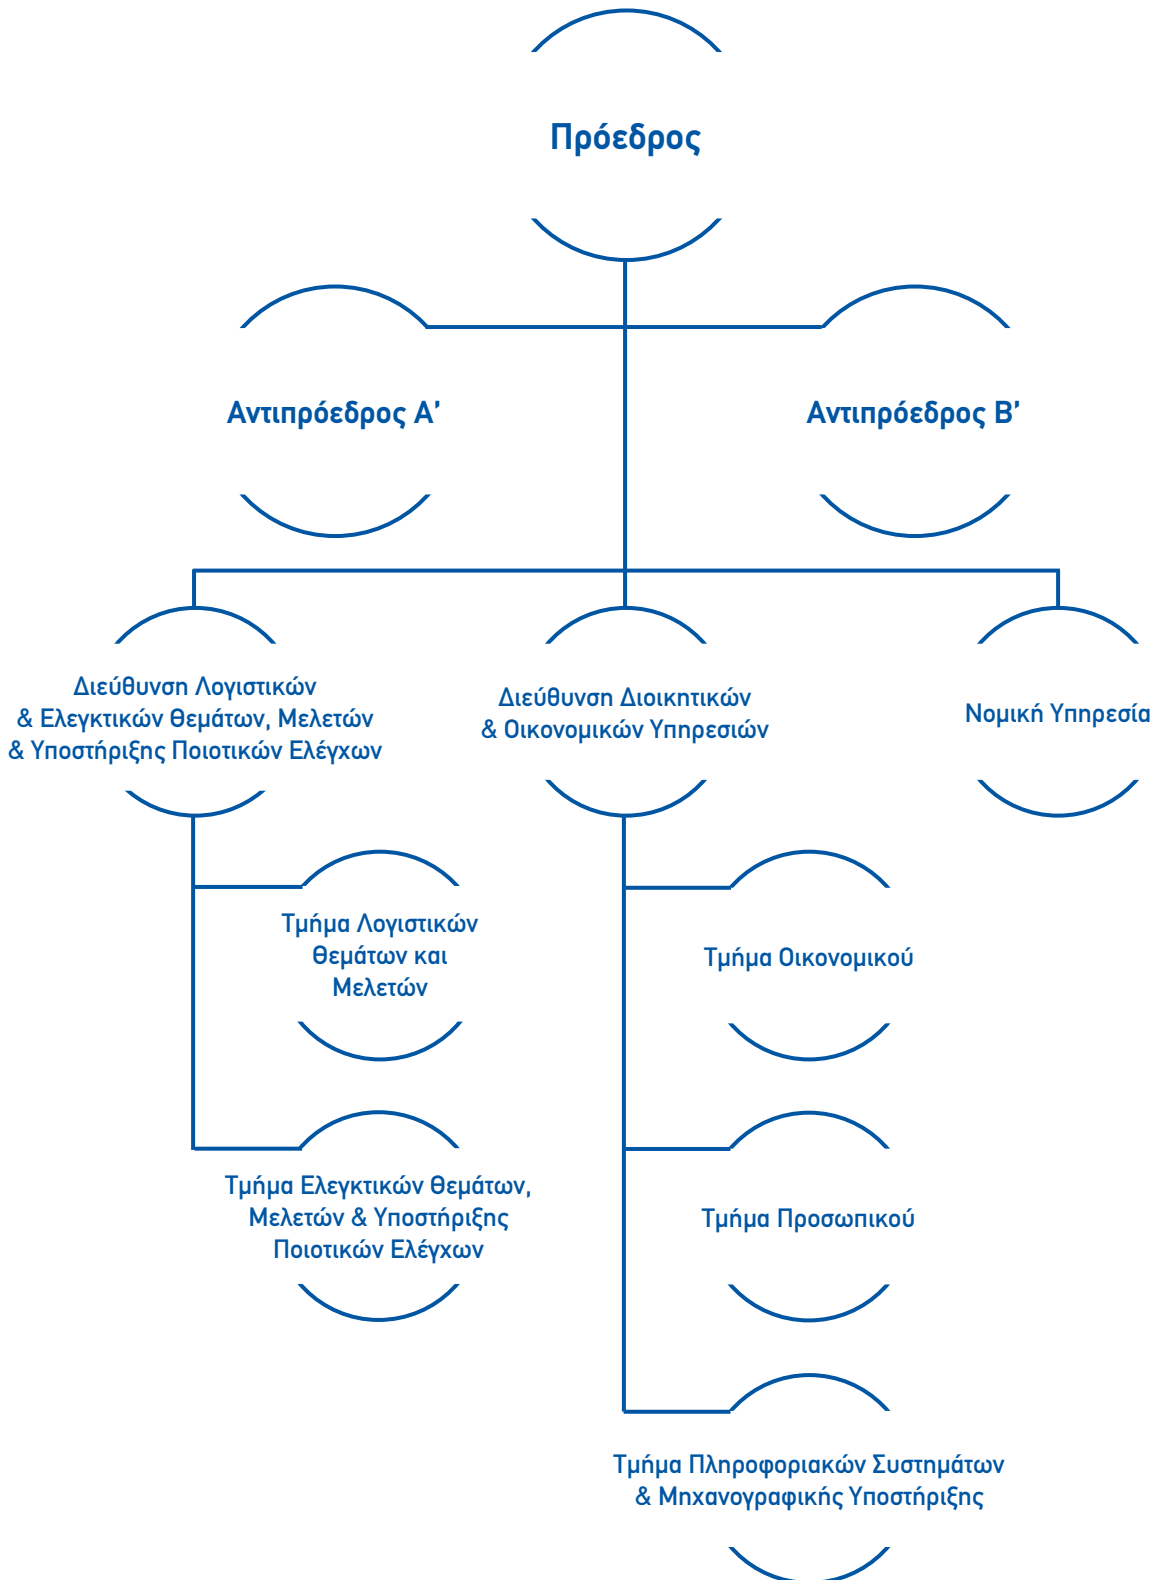 Πρόεδρος
Αντιπρόεδρος Α’
Αντιπρόεδρος Β’
Διεύθυνση Λογιστικών
& Ελεγκτικών Θεμάτων, Μελετών
& Υποστήριξης Ποιοτικών Ελέγχων
Διεύθυνση Διοικητικών
& Οικονομικών Υπηρεσιών
Νομική Υπηρεσία
Τμήμα Λογιστικών
Θεμάτων και
Μελετών
Τμήμα Οικονομικού
Τμήμα Ελεγκτικών Θεμάτων,
Μελετών & Υποστήριξης
Ποιοτικών Ελέγχων
Τμήμα Προσωπικού
Τμήμα Πληροφοριακών Συστημάτων
& Μηχανογραφικής Υποστήριξης